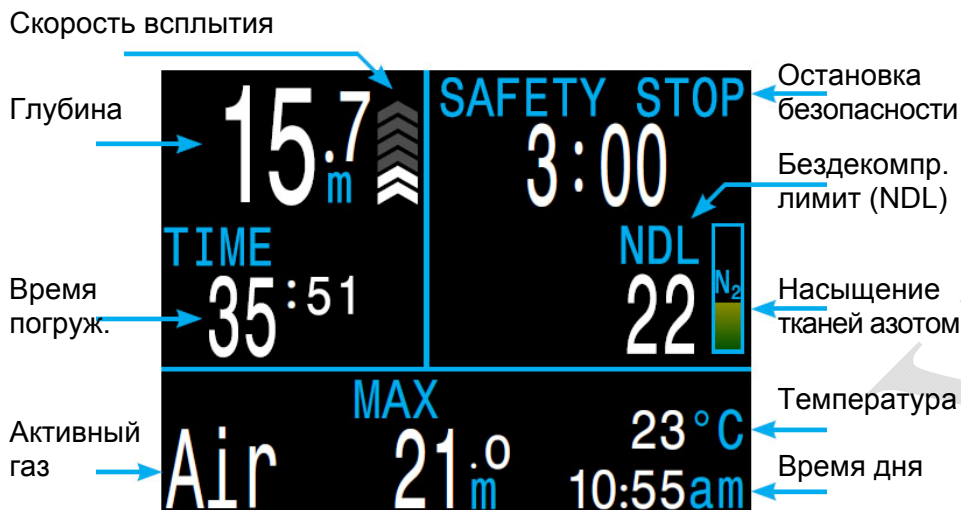 Скорость всплытия
Глубина
15.7
m
SAFETY STOP
3:00
Остановка
безопасности
Бездекомпр.
лимит (NDL)
TIME
35:51
NDL
22
N2
Время
погруж.
Насыщение
тканей азотом
Активный
газ
Air
MAX
21.0
m
23°C
10:55am
Температура
Время дня